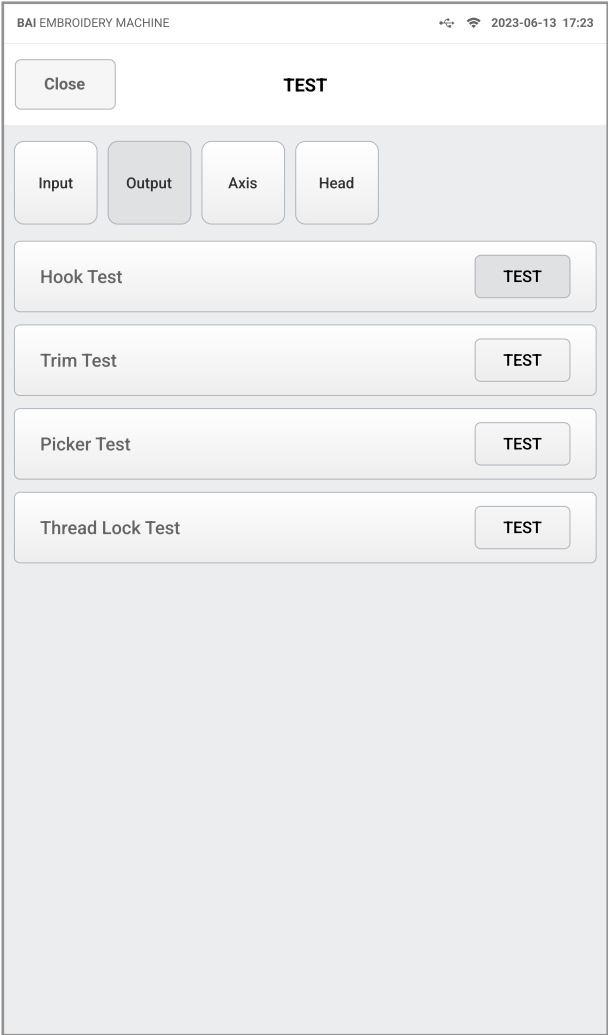 BAI EMBROIDERY MACHINE 2023-06-13 17:23
Close TEST
Input Output Axis Head
Hook Test TEST
Trim Test TEST
Picker Test TEST
Thread Lock Test TEST